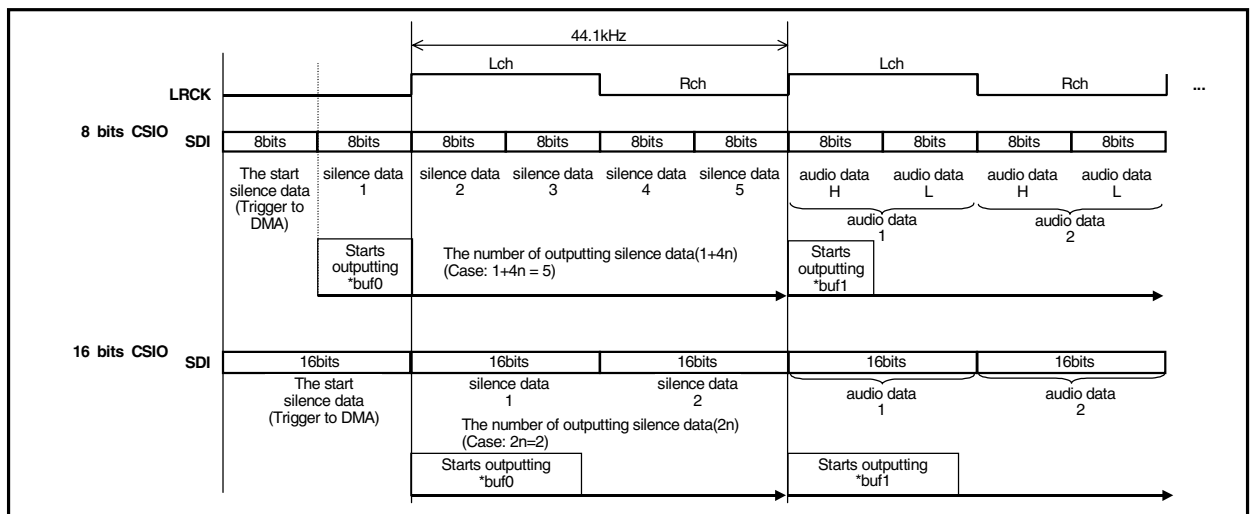 44.1kHz
Lch
Lch
Rch
Rch
...
LRCK
8 bits CSIO
SDI
8bits 8bits 8bits 8bits 8bits 8bits 8bits 8bits 8bits 8bits
The start
silence data
(Trigger to
DMA)
silence data
1
silence data
2
silence data
3
silence data
4
silence data
5
audio data
H
audio data
L
audio data
H
audio data
L
audio data
1
audio data
2
Starts
outputting
*buf0
The number of outputting silence data(1+4n)
(Case: 1+4n = 5)
Starts
outputting
*buf1
16 bits CSIO
SDI
16bits 16bits 16bits 16bits 16bits
The start
silence data
(Trigger to DMA)
silence data
1
silence data
2
audio data
1
audio data
2
The number of outputting silence data(2n)
(Case: 2n=2)
Starts outputting
*buf0
Starts outputting
*buf1